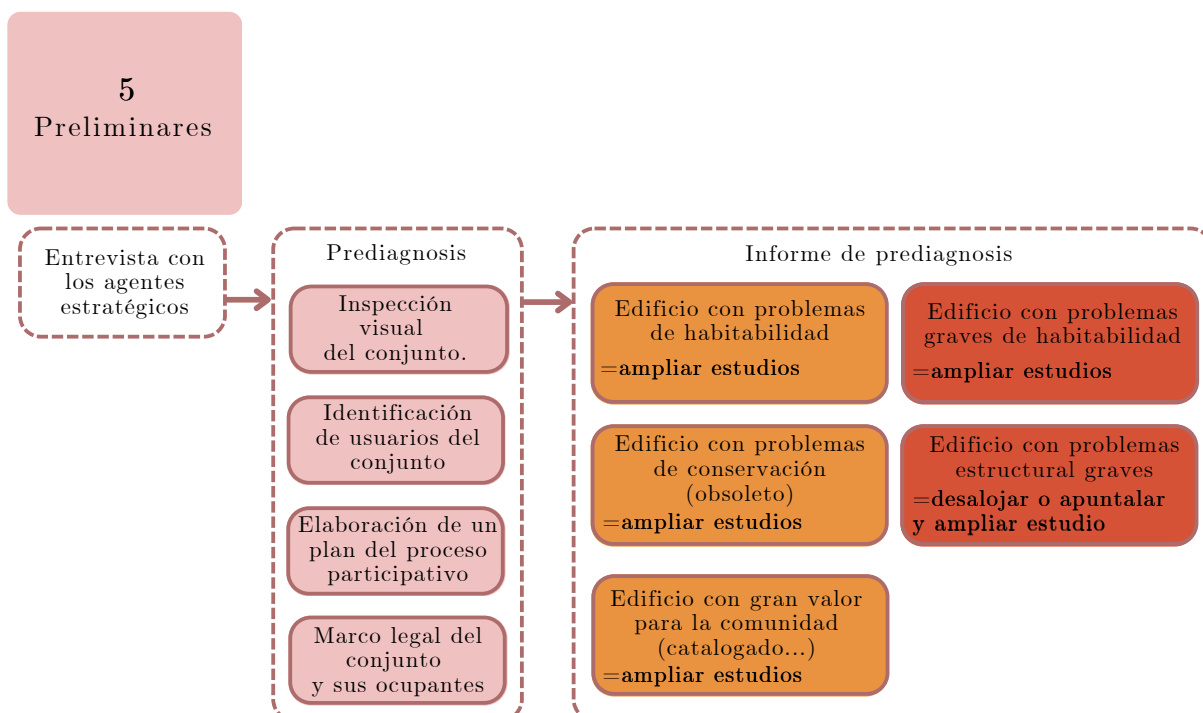 5
Preliminares
Entrevista con
los agentes
estratégicos
Prediagnosis
Inspección
visual
del conjunto.
Identificación
de usuarios del
conjunto
Elaboración de un
plan del proceso
participativo
Marco legal del
conjunto
y sus ocupantes
Informe de prediagnosis
Edificio con problemas
de habitabilidad
=ampliar estudios
Edificio con problemas
graves de habitabilidad
=ampliar estudios
Edificio con problemas
de conservación
(obsoleto)
=ampliar estudios
Edificio con problemas
estructural graves
=desalojar o apuntalar
y ampliar estudio
Edificio con gran valor
para la comunidad
(catalogado...)
=ampliar estudios